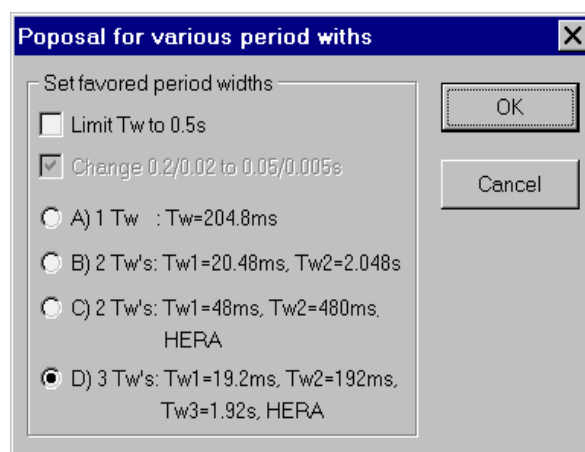 Poposal for various period withs
Set favored period widths
Limit Tw to 0.5s
Change 0.2/0.02 to 0.05/0.005s
A) 1 Tw : Tw=204.8ms
B) 2 Tw's: Tw1=20.48ms, Tw2=2.048s
C) 2 Tw's: Tw1=48ms, Tw2=480ms,
HERA
D) 3 Tw's: Tw1=19.2ms, Tw2=192ms,
Tw3=1.92s, HERA
OK
Cancel